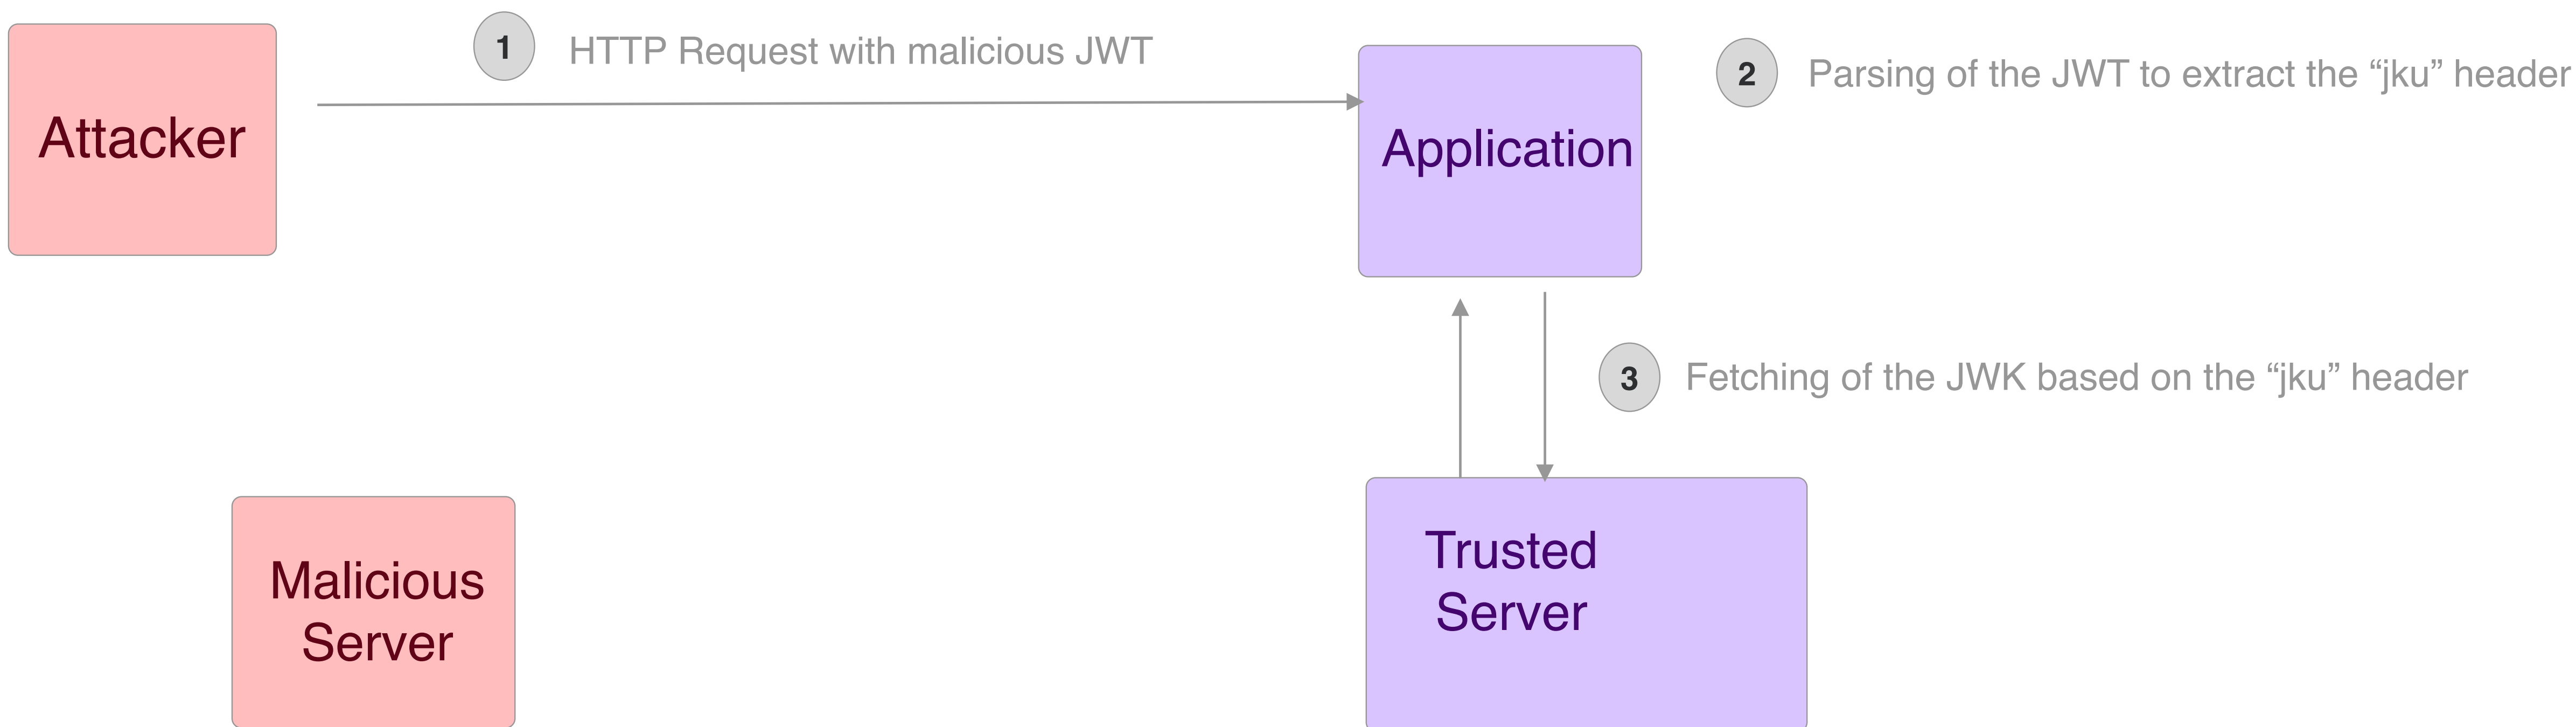 Attacker
1
HTTP Request with malicious JWT
Application
2
Parsing of the JWT to extract the “jku” header
3
Fetching of the JWK based on the “jku” header
Malicious
Server
Trusted
Server